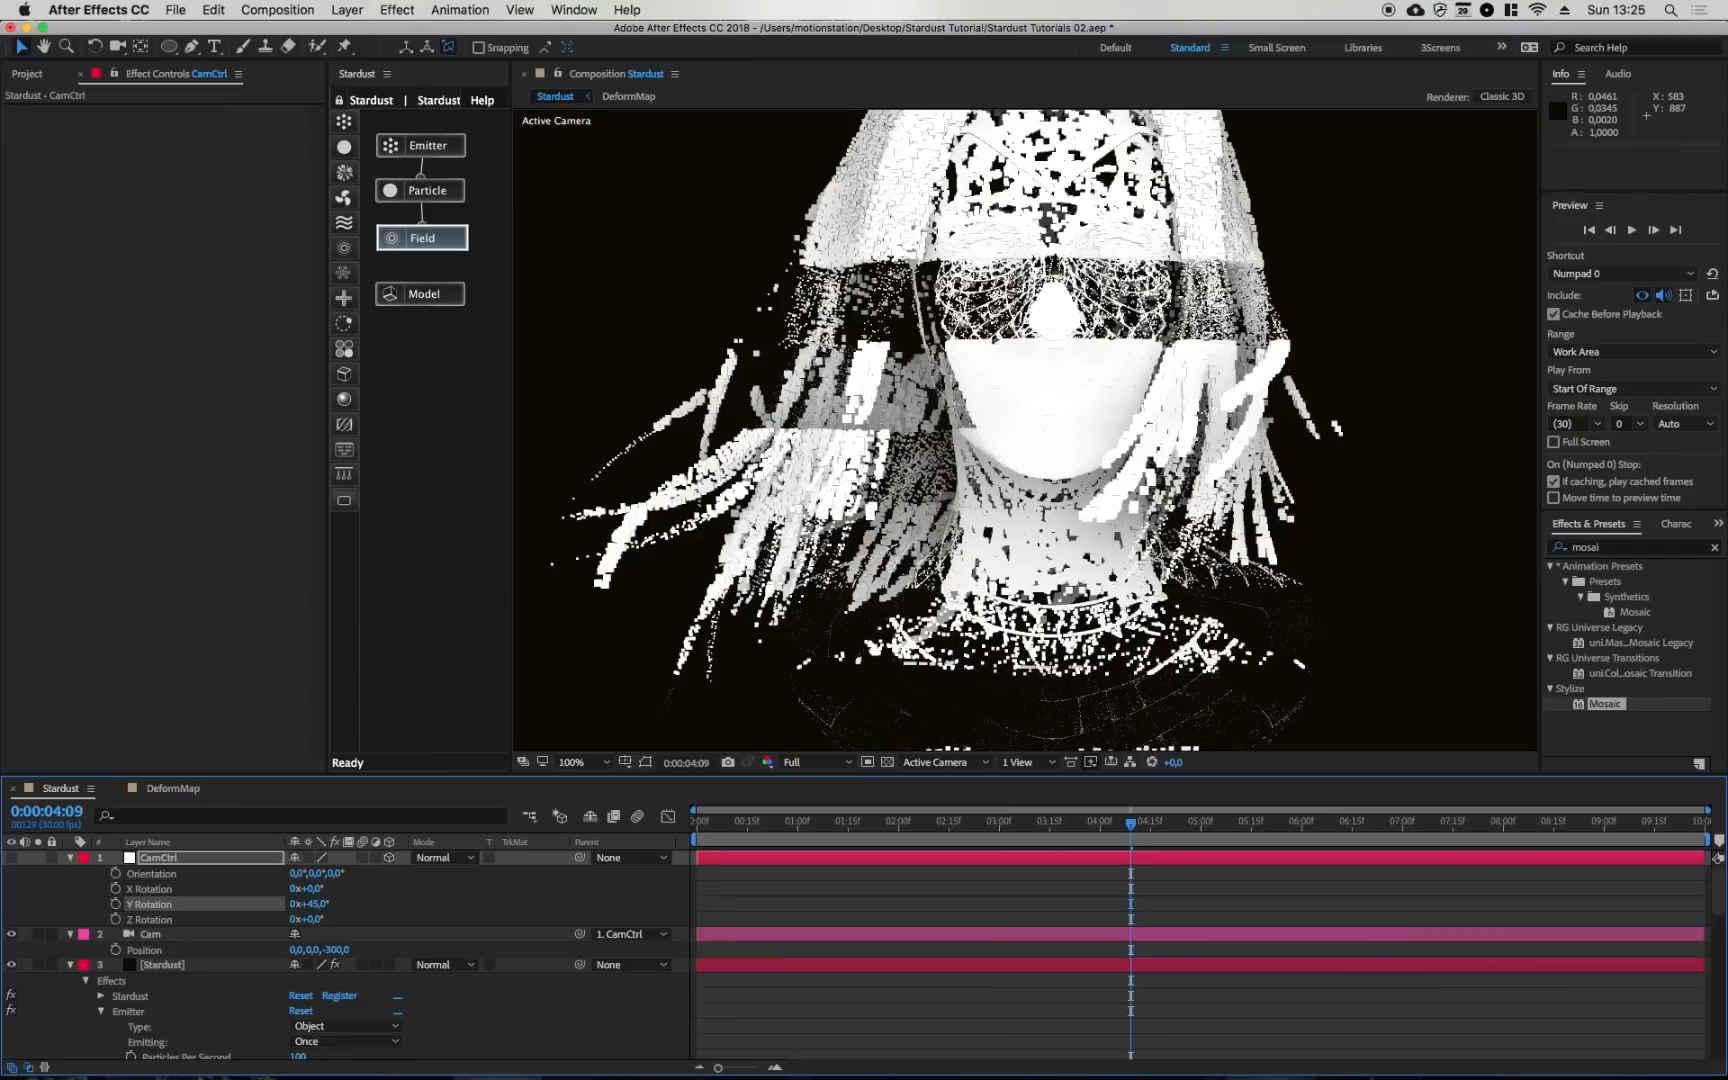 After Effects CC File Edit Composition Layer Effect Animation View Window Help
Sun 13:25
Adobe After Effects CC 2018 - /Users/motionstation/Desktop/Stardust Tutorial/Stardust Tutorials 02.aep *
Snapping
Default Standard Small Screen Libraries 3Screens » Search Help
Project × Effect Controls CamCtrl
Stardust • CamCtrl
Stardust
Stardust | Stardust Help
Emitter
Particle
Field
Model
Ready
× Composition Stardust
Stardust < DeformMap
Renderer: Classic 3D
Active Camera
100% 0:00:04:09 Full Active Camera 1 View +0,0
Info Audio
R: 0,0461 X: 583
G: 0,0345 Y: 887
B: 0,0020
A: 1,0000
Preview
Shortcut
Numpad 0
Include:
Cache Before Playback
Range
Work Area
Play From
Start Of Range
Frame Rate Skip Resolution
(30) 0 Auto
Full Screen
On (Numpad 0) Stop:
If caching, play cached frames
Move time to preview time
Effects & Presets Charac »
mosai ×
* Animation Presets
Presets
Synthetics
Mosaic
RG Universe Legacy
uni.Mas...Mosaic Legacy
RG Universe Transitions
uni.Col...osaic Transition
Stylize
Mosaic
× Stardust DeformMap
0:00:04:09
00129 (30.00 fps)
0:00f 00:15f 01:00f 01:15f 02:00f 02:15f 03:00f 03:15f 04:00f 04:15f 05:00f 05:15f 06:00f 06:15f 07:00f 07:15f 08:00f 08:15f 09:00f 09:15f 10:00
# Layer Name fx Mode T TrkMat Parent
1 CamCtrl Normal None
Orientation 0,0°,0,0°,0,0°
X Rotation 0x+0,0°
Y Rotation 0x+45,0°
Z Rotation 0x+0,0°
2 Cam 1. CamCtrl
Position 0,0,0,0,-300,0
3 [Stardust] fx Normal None
Effects
fx Stardust Reset Register
fx Emitter Reset
Type: Object
Emitting: Once
Particles Per Second 100